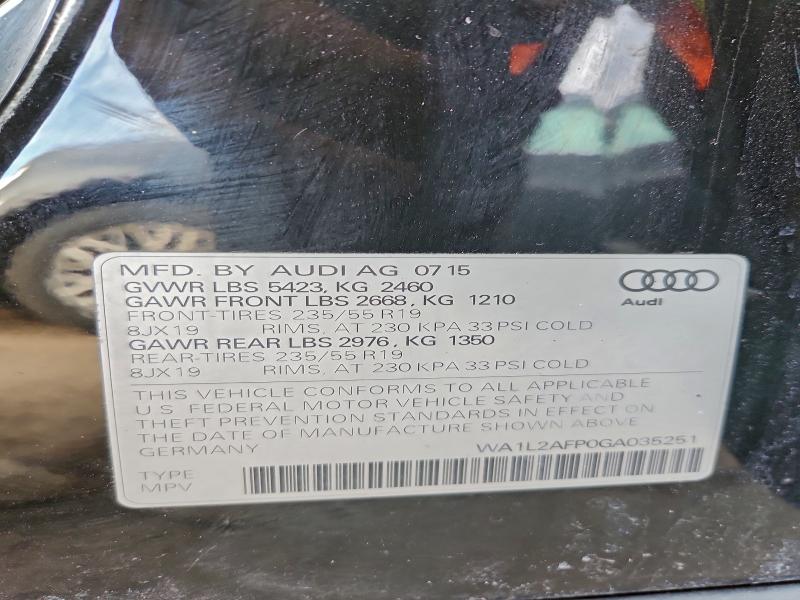 MFD. BY AUDI AG 07 15
GVWR LBS 5423, KG 2460
GAWR FRONT LBS 2668, KG 1210
FRONT-TIRES 235/55 R19
8JX19 RIMS, AT 230 KPA 33 PSI COLD
GAWR REAR LBS 2976, KG 1350
REAR-TIRES 235/55 R19
8JX19 RIMS, AT 230 KPA 33 PSI COLD
Audi
THIS VEHICLE CONFORMS TO ALL APPLICABLE
U.S. FEDERAL MOTOR VEHICLE SAFETY AND
THEFT PREVENTION STANDARDS IN EFFECT ON
THE DATE OF MANUFACTURE SHOWN ABOVE
GERMANY WA1L2AFP0GA035251
TYPE
MPV